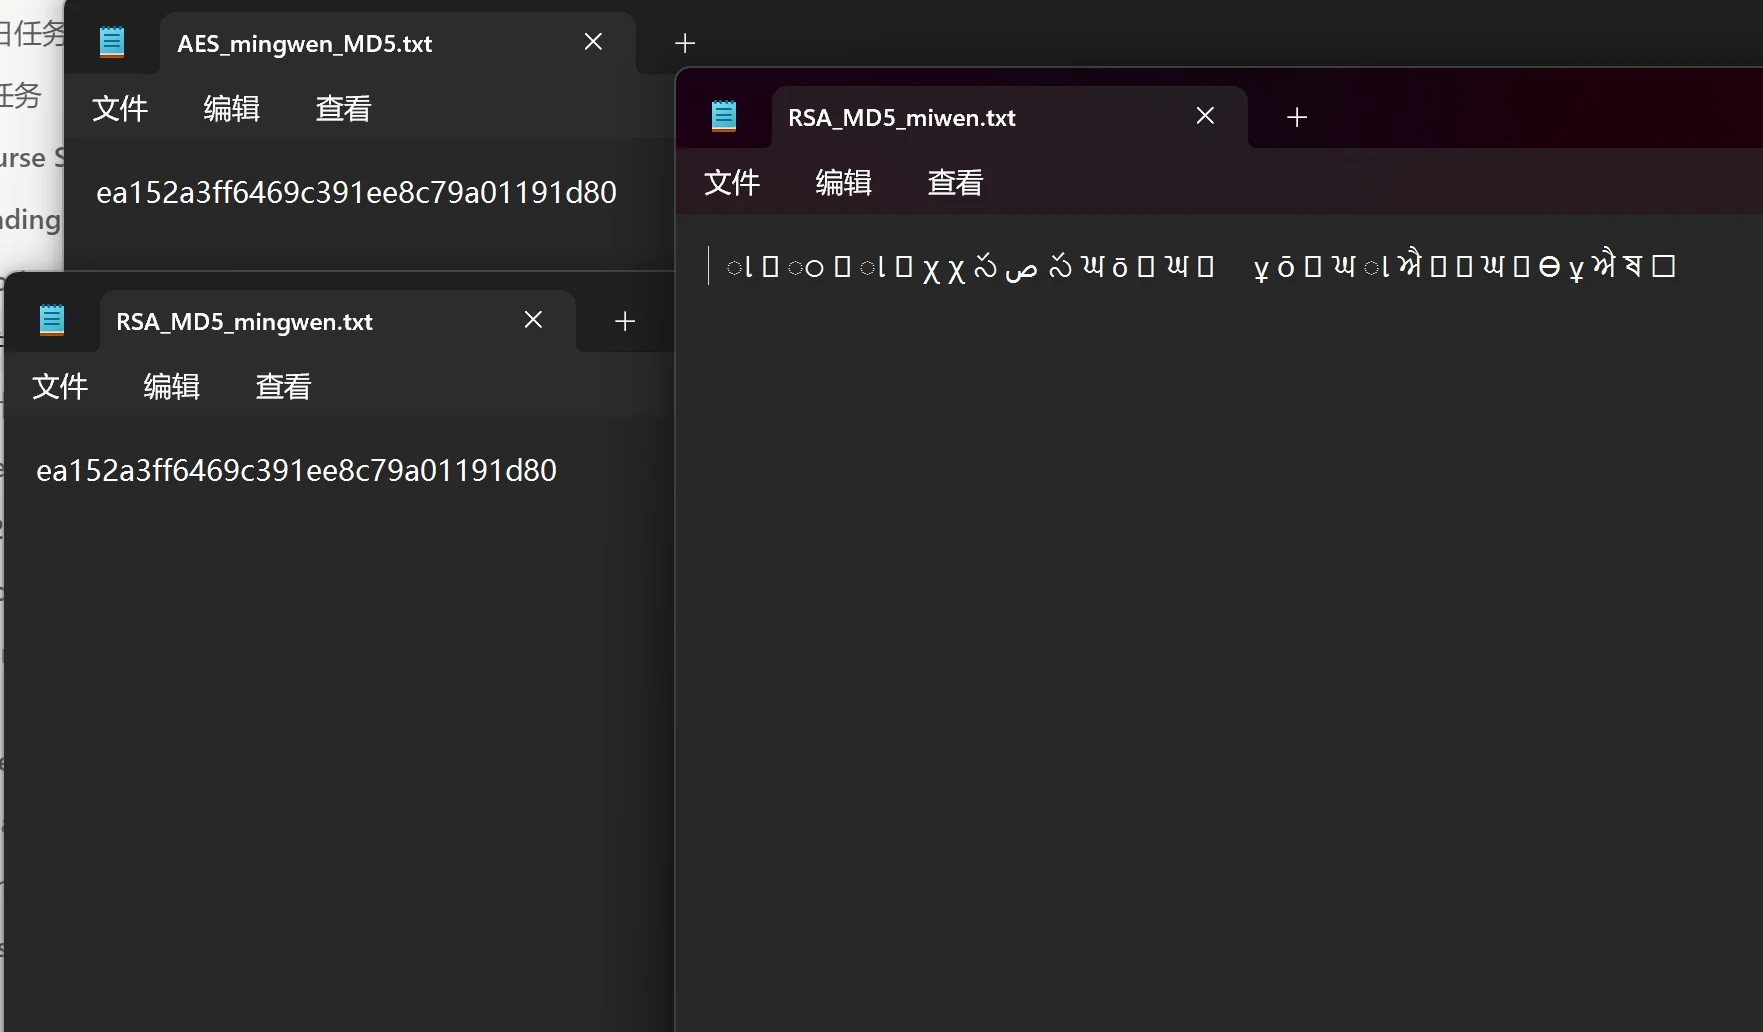 日任务
任务
urse S
nding
AES_mingwen_MD5.txt
文件 编辑 查看
ea152a3ff6469c391ee8c79a01191d80
RSA_MD5_mingwen.txt
文件 编辑 查看
ea152a3ff6469c391ee8c79a01191d80
RSA_MD5_miwen.txt
文件 编辑 查看